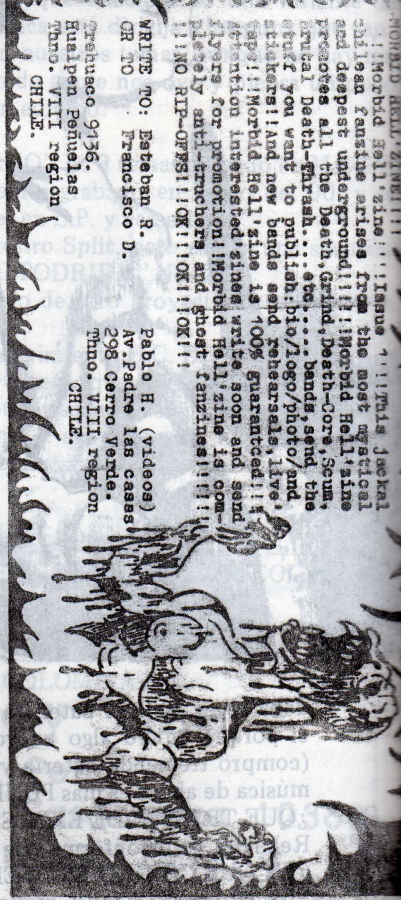 MORBID HELL'ZINE!!!!
!!!Morbid Hell'zine!!!!Issue 1!!!This jackal
chilean fanzine arises from the most mystical
and deepest underground!!!!!!Morbid Hell'zine
promotes all the Death,Grind,Death-Core,Scum,
Brutal Death-Thrash....etc.....bands,send the
stuff you want to publish:bio/logo/photo/and
stickers!!And new bands send rehearsals,live,
taps!!!Morbid Hell'zine is 100% guaranteed!!!
Attention interested'zines write soon and send
flyers for promotion!!Morbid Hell'zine is com-
pletely anti-truchers and ghost fanzines!!!!!!
!!!NO RIP-OFFS!!!!OK!!!OK!!!OK!!!
WRITE TO: Estevan R.
OR TO : Francisco D.
Trehuaco 9136.
Hualpen Peñuelas
Thno. VIII region
CHILE.
Pablo H. (videos)
Av.Padre las casas
298 Cerro Verde.
Thno. VIII region
CHILE.
(compro
música de